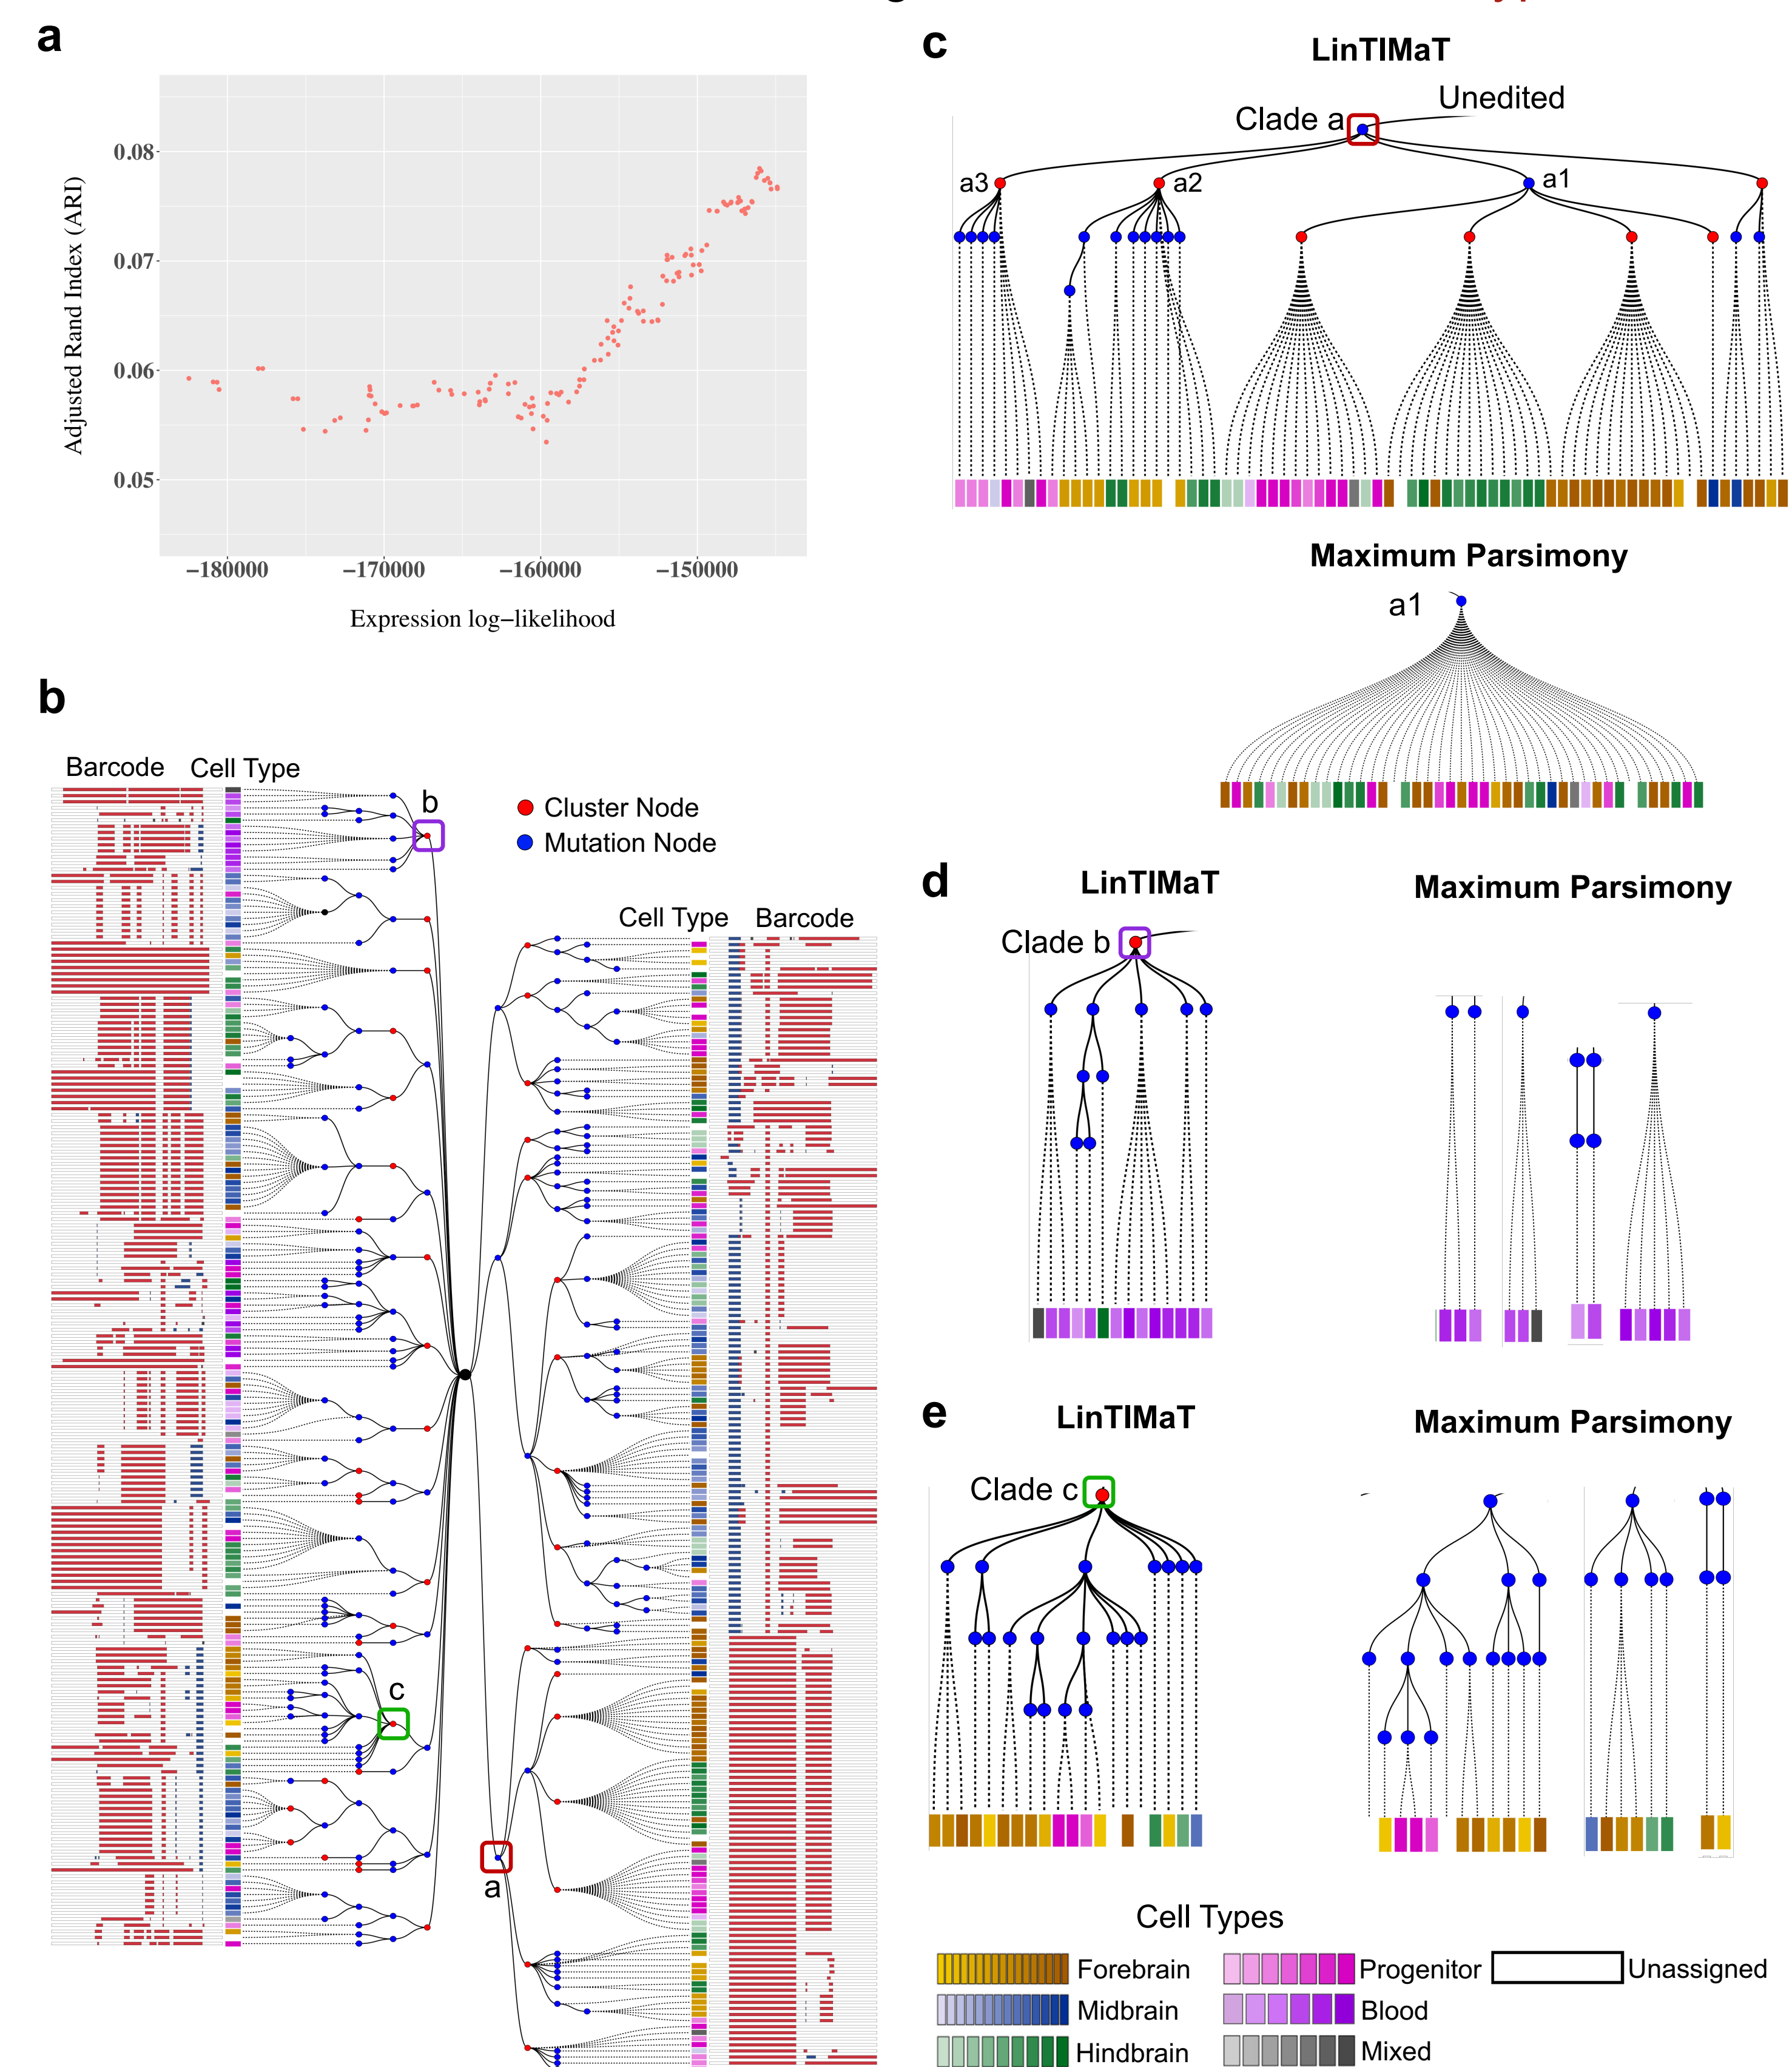 a
0.08
0.07
0.06
0.05
Adjusted Rand Index (ARI)
−180000
−170000
−160000
−150000
Expression log−likelihood
b
Barcode
Cell Type
b
Cluster Node
Mutation Node
Cell Type
Barcode
c
a
c
LinTIMaT
Unedited
Clade a
a3
a2
a1
Maximum Parsimony
a1
d
LinTIMaT
Maximum Parsimony
Clade b
e
LinTIMaT
Maximum Parsimony
Clade c
Cell Types
Forebrain
Progenitor
Unassigned
Midbrain
Blood
Hindbrain
Mixed